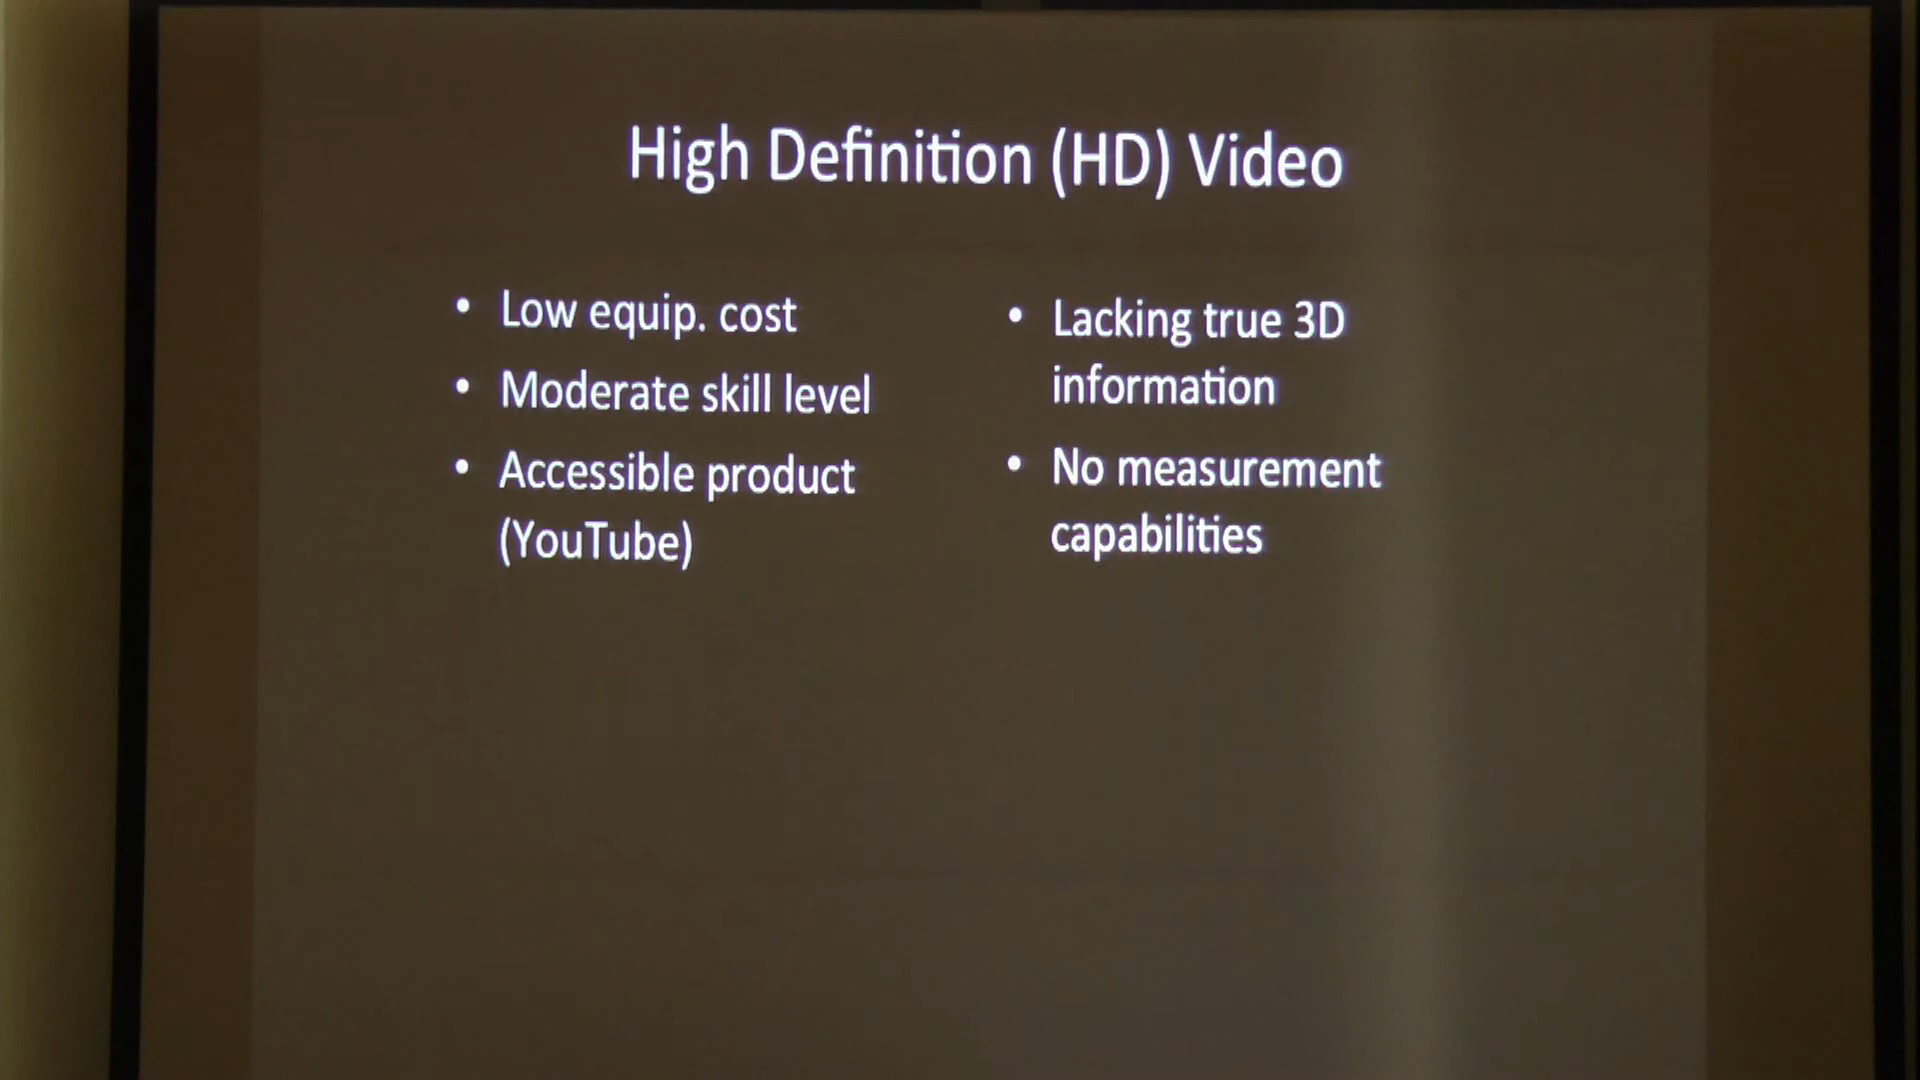 High Definition (HD) Video
• Low equip. cost
• Moderate skill level
• Accessible product
(YouTube)
• Lacking true 3D
information
• No measurement
capabilities